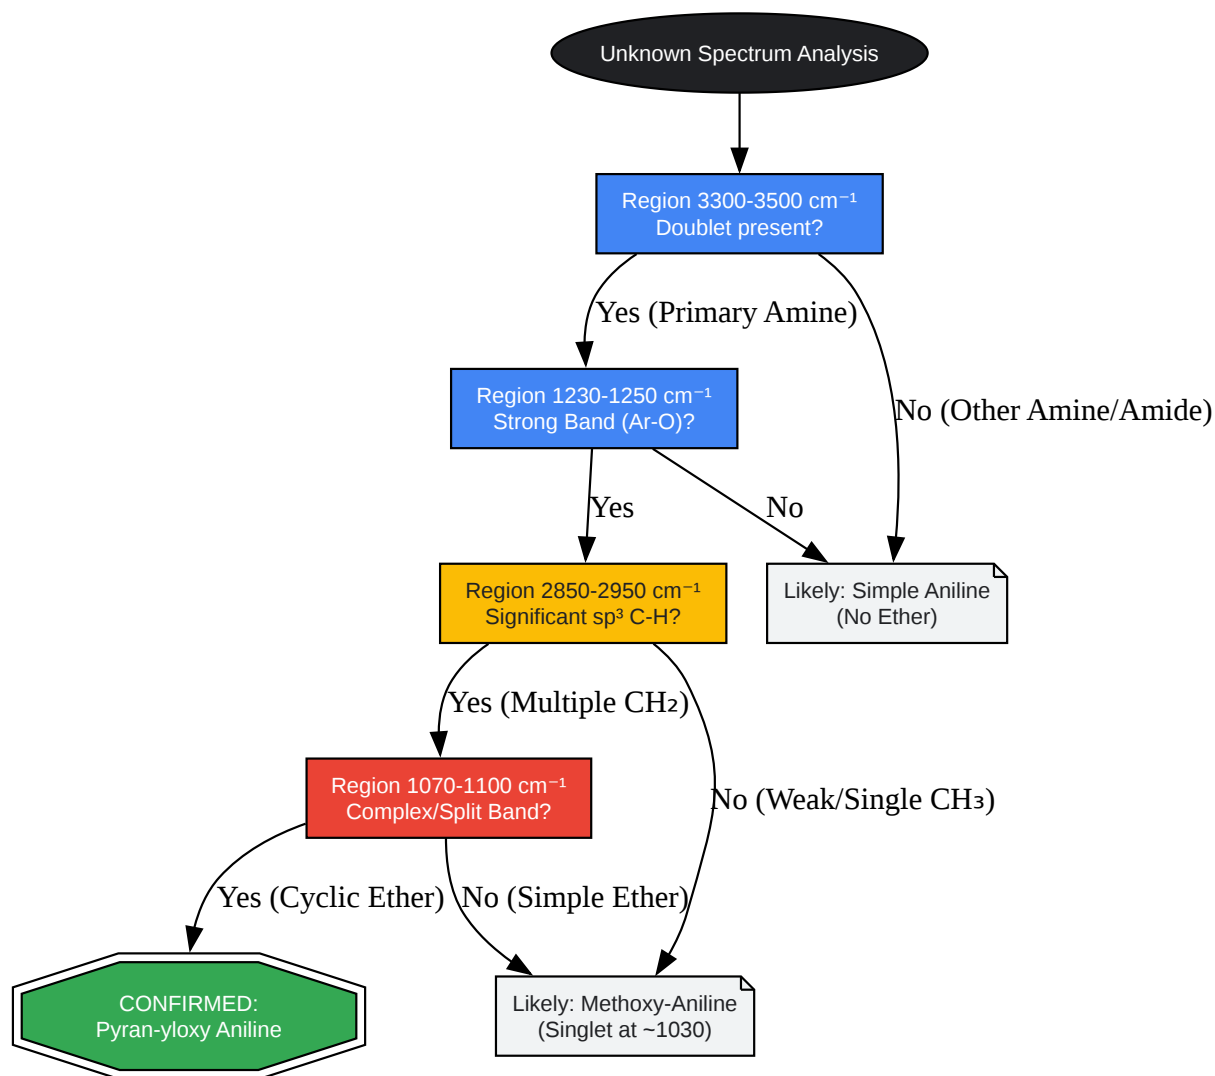 Unknown Spectrum Analysis
Region 3300-3500 cm⁻¹
Doublet present?
Yes (Primary Amine)
Region 1230-1250 cm⁻¹
Strong Band (Ar-O)?
No (Other Amine/Amide)
Yes
No
Region 2850-2950 cm⁻¹
Significant sp³ C-H?
Likely: Simple Aniline
(No Ether)
Yes (Multiple CH₂)
Region 1070-1100 cm⁻¹
Complex/Split Band?
No (Weak/Single CH₃)
Yes (Cyclic Ether)
No (Simple Ether)
CONFIRMED:
Pyran-yloxy Aniline
Likely: Methoxy-Aniline
(Singlet at ~1030)